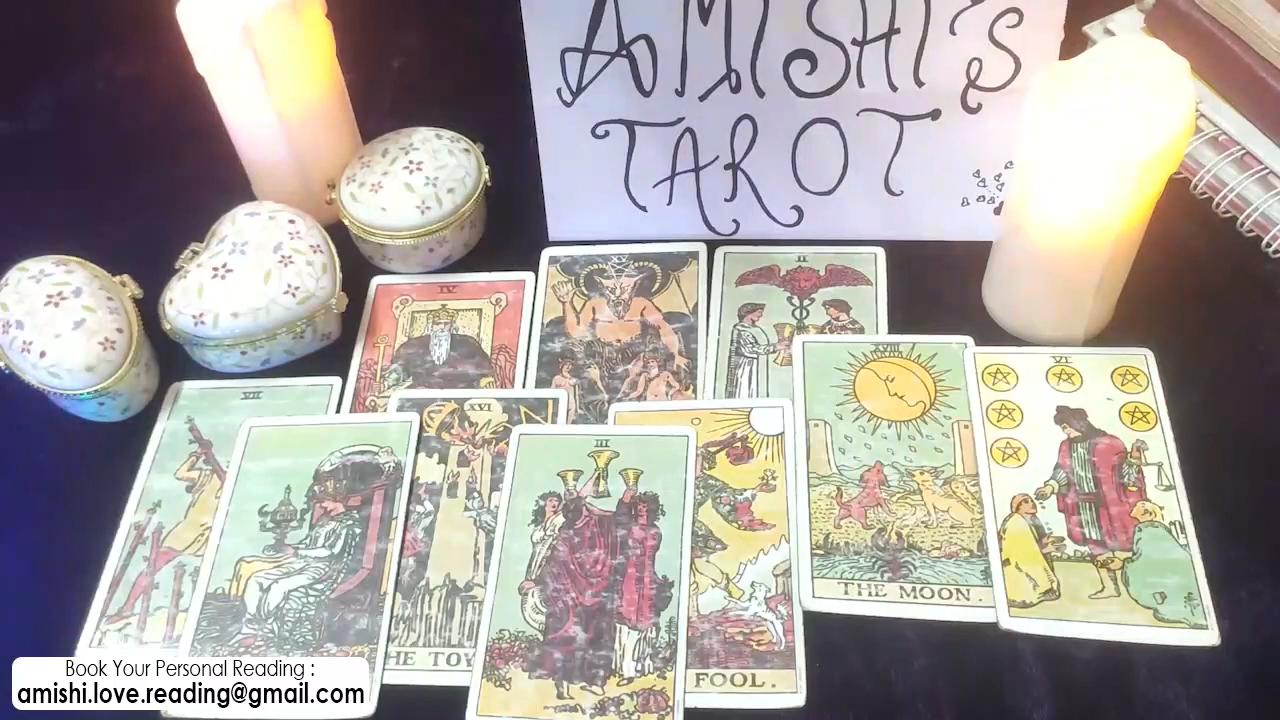 AMISHI'S
TAROT
IV
XV
II
XVIII
VI
VII
XVI
III
THE MOON.
HE TOW
FOOL.
Book Your Personal Reading :
amishi.love.reading@gmail.com